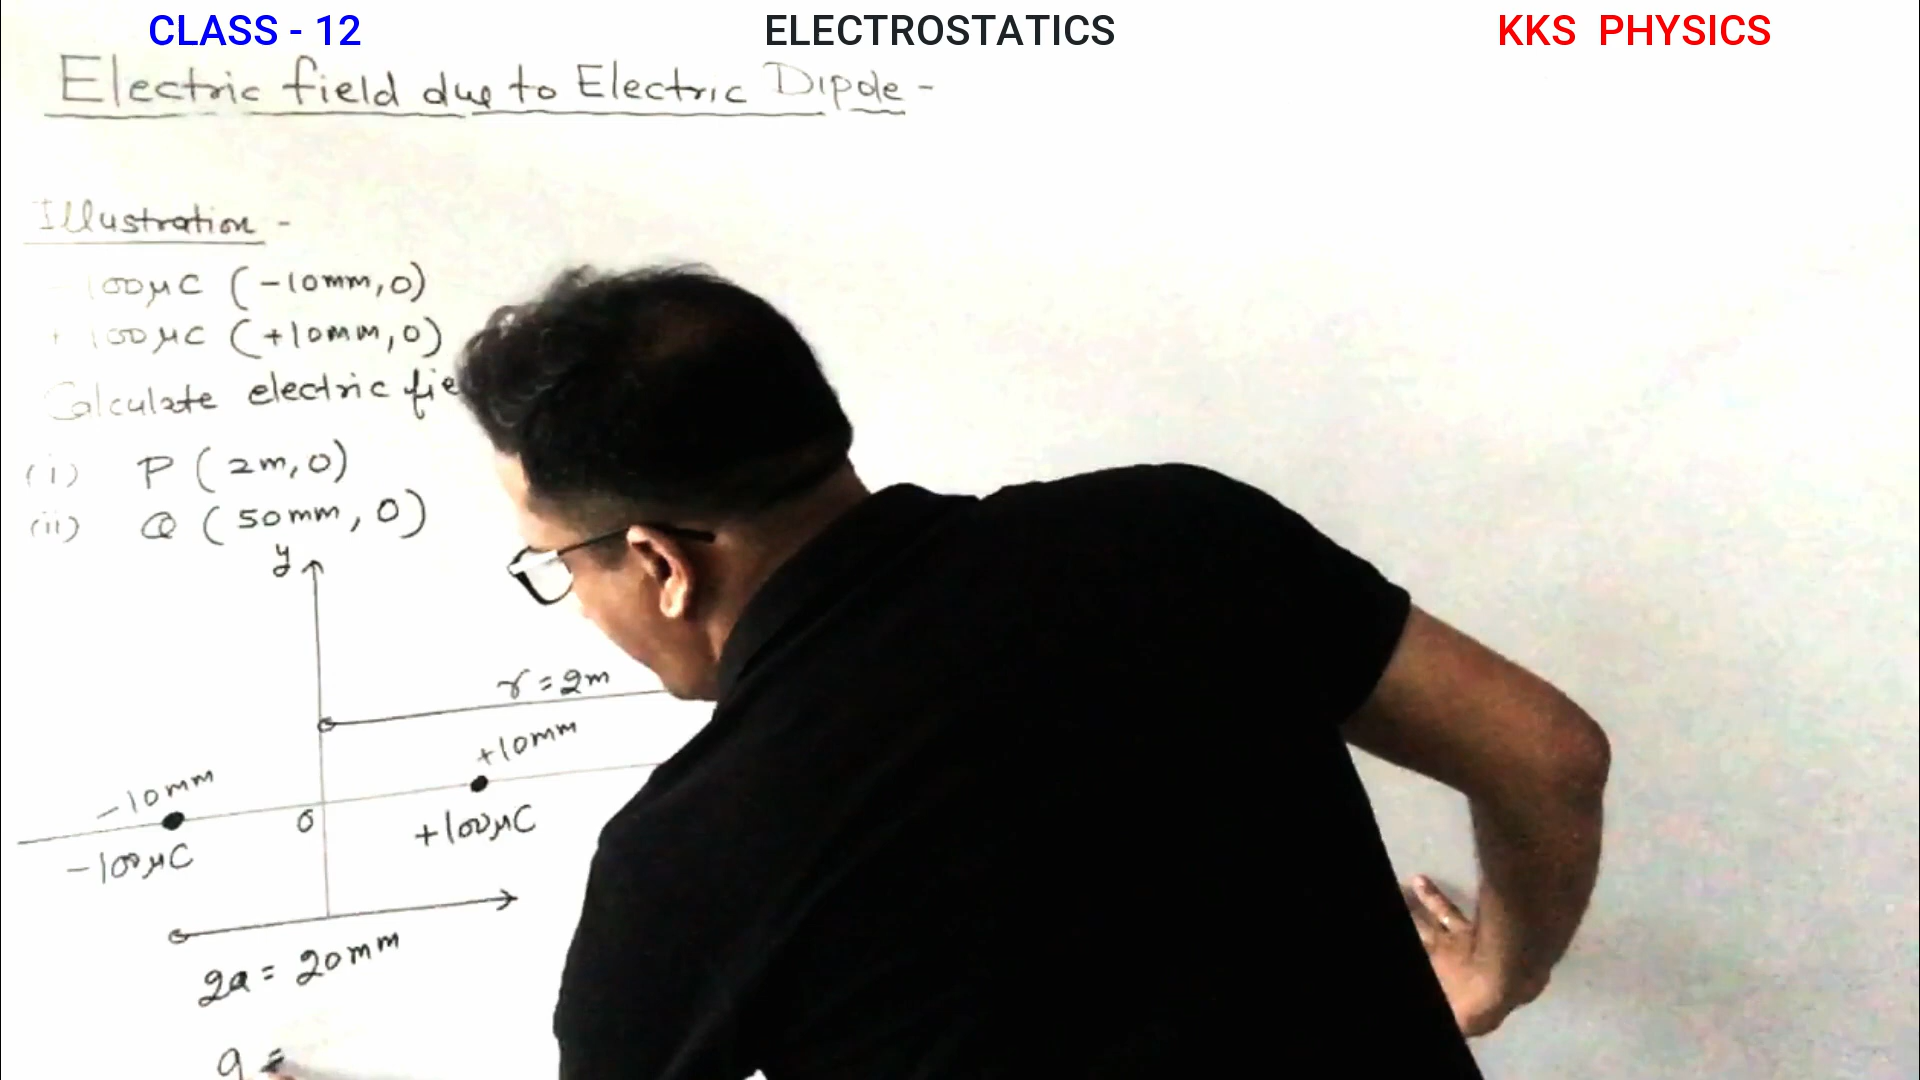 CLASS - 12 ELECTROSTATICS KKS PHYSICS
Electric field due to Electric Dipole -
Illustration -
- 100μC (-10mm, 0)
+ 100μC (+10mm, 0)
Calculate electric fie
(i) P (2m, 0)
(ii) Q (50mm, 0)
y
r = 2m
+10mm
-10mm
O
+100μC
-100μC
2a = 20mm
q =